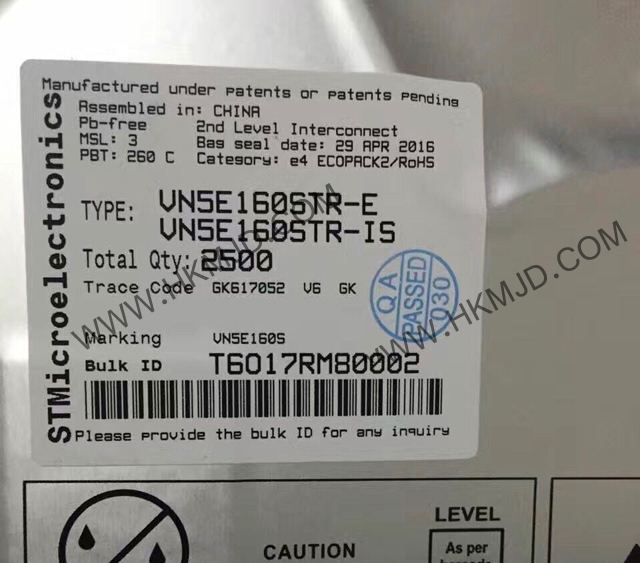 Manufactured under patents or patents pending
Assembled in: CHINA
Pb-free 2nd Level Interconnect
MSL: 3 Bag seal date: 29 APR 2016
PBT: 260 C Category: e4 ECOPACK2/RoHS
TYPE: VN5E160STR-E
VN5E160STR-IS
Total Qty: 2500
Trace Code GK617052 V6 GK
Marking VN5E160S
Bulk ID T6017RM80002
Please provide the bulk ID for any inquiry
STMicroelectronics
QA
PASSED
Q30
WWW.HKMJD.COM
WWW.HKMJD.COM
CAUTION
LEVEL
As per